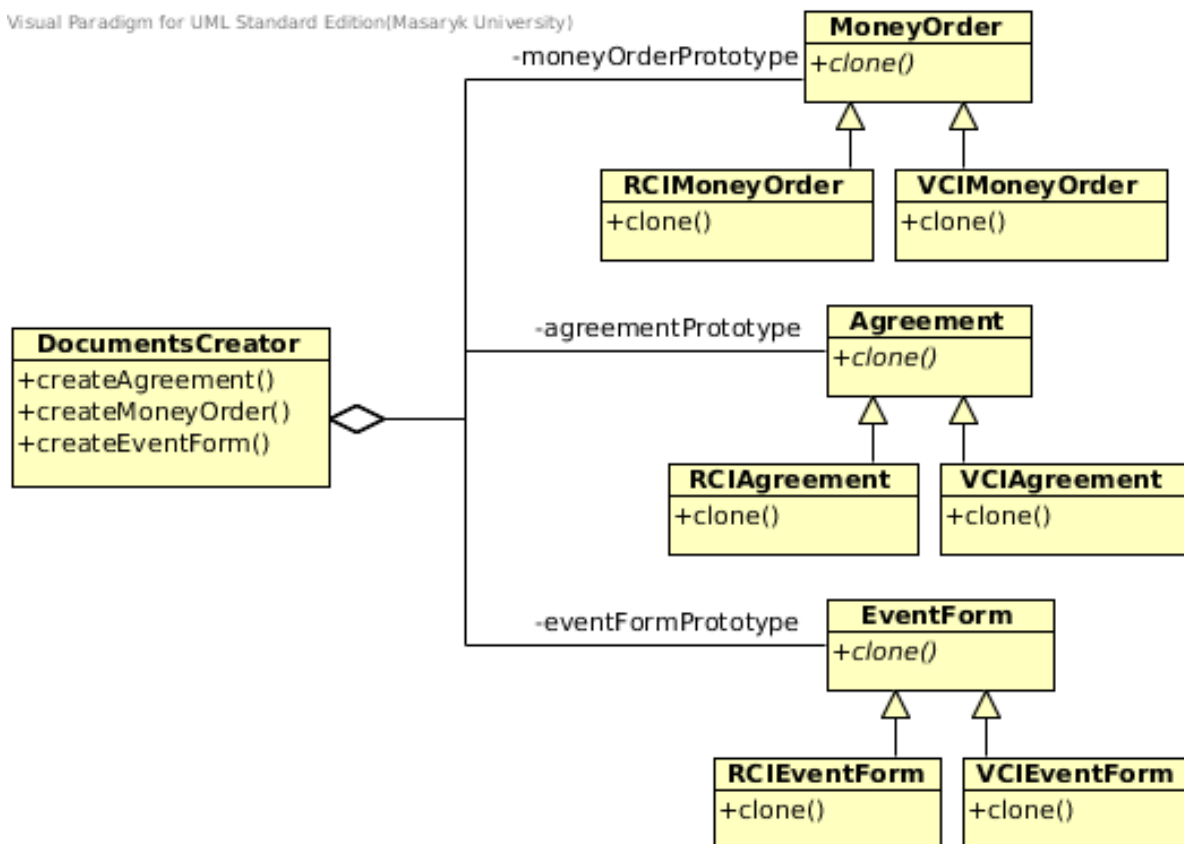 Visual Paradigm for UML Standard Edition(Masaryk University)
MoneyOrder
+clone()
-moneyOrderPrototype
RCIMoneyOrder
+clone()
VCIMoneyOrder
+clone()
DocumentsCreator
+createAgreement()
+createMoneyOrder()
+createEventForm()
-agreementPrototype
Agreement
+clone()
RCIAgreement
+clone()
VCIAgreement
+clone()
-eventFormPrototype
EventForm
+clone()
RCIEventForm
+clone()
VCIEventForm
+clone()